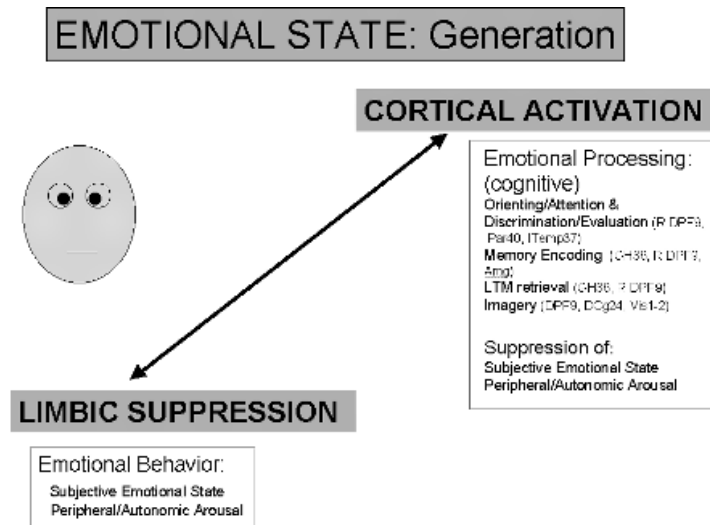 EMOTIONAL STATE: Generation
CORTICAL ACTIVATION
Emotional Processing:
(cognitive)
Orienting/Attention &
Discrimination/Evaluation (R DPF9,
Par40, ITemp37)
Memory Encoding R DPF9,
Amg)
LTM retrieval DPF9)
Imagery (DPF9, DCg24, Vis1-2)
Suppression of:
Subjective Emotional State
Peripheral/Autonomic Arousal
LIMBIC SUPPRESSION
Emotional Behavior:
Subjective Emotional State
Peripheral/Autonomic Arousal